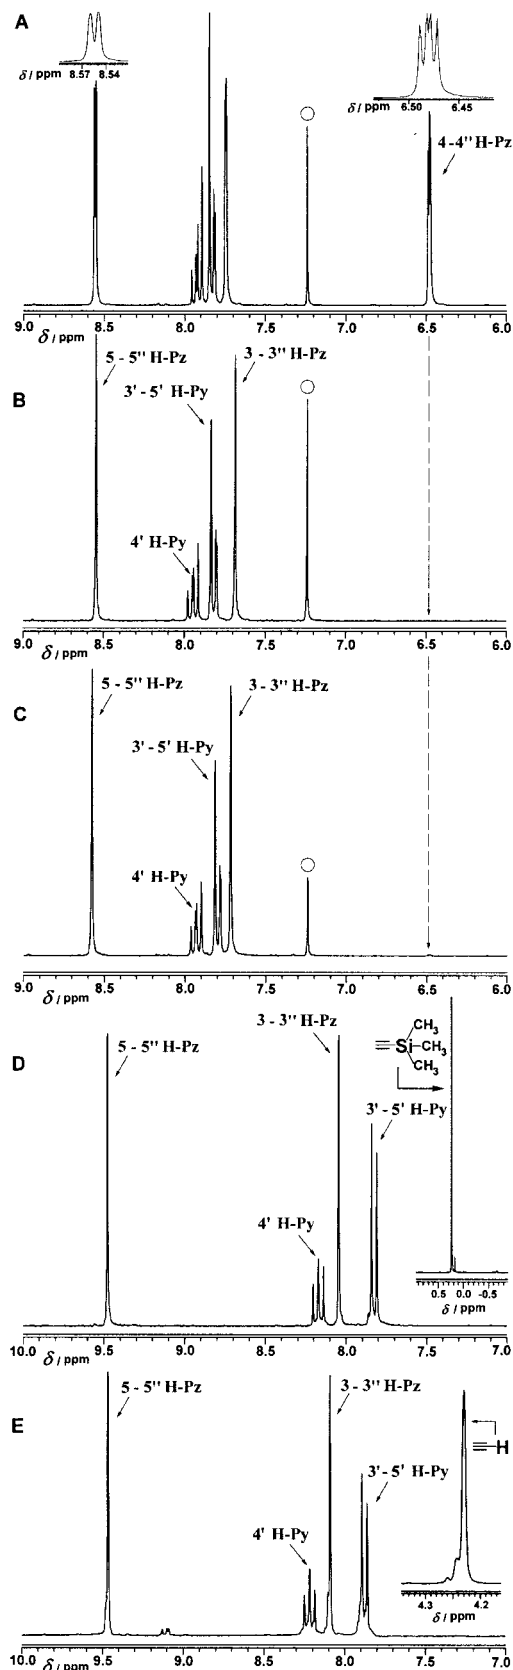 A
δ / ppm 8.57 8.54
δ / ppm 6.50 6.45
4-4" H-Pz
9.0 8.5 8.0 7.5 7.0 6.5 6.0
δ / ppm
B
5 - 5" H-Pz
3 - 3" H-Pz
3' - 5' H-Py
4' H-Py
9.0 8.5 8.0 7.5 7.0 6.5 6.0
δ / ppm
C
5 - 5" H-Pz
3 - 3" H-Pz
3' - 5' H-Py
4' H-Py
9.0 8.5 8.0 7.5 7.0 6.5 6.0
δ / ppm
D
5 - 5" H-Pz
3 - 3" H-Pz
CH3
Si-CH3
CH3
3' - 5' H-Py
4' H-Py
0.5 0.0 -0.5
δ / ppm
10.0 9.5 9.0 8.5 8.0 7.5 7.0
δ / ppm
E
5 - 5" H-Pz
3 - 3" H-Pz
H
3' - 5' H-Py
4' H-Py
4.3 4.2
δ / ppm
10.0 9.5 9.0 8.5 8.0 7.5 7.0
δ / ppm